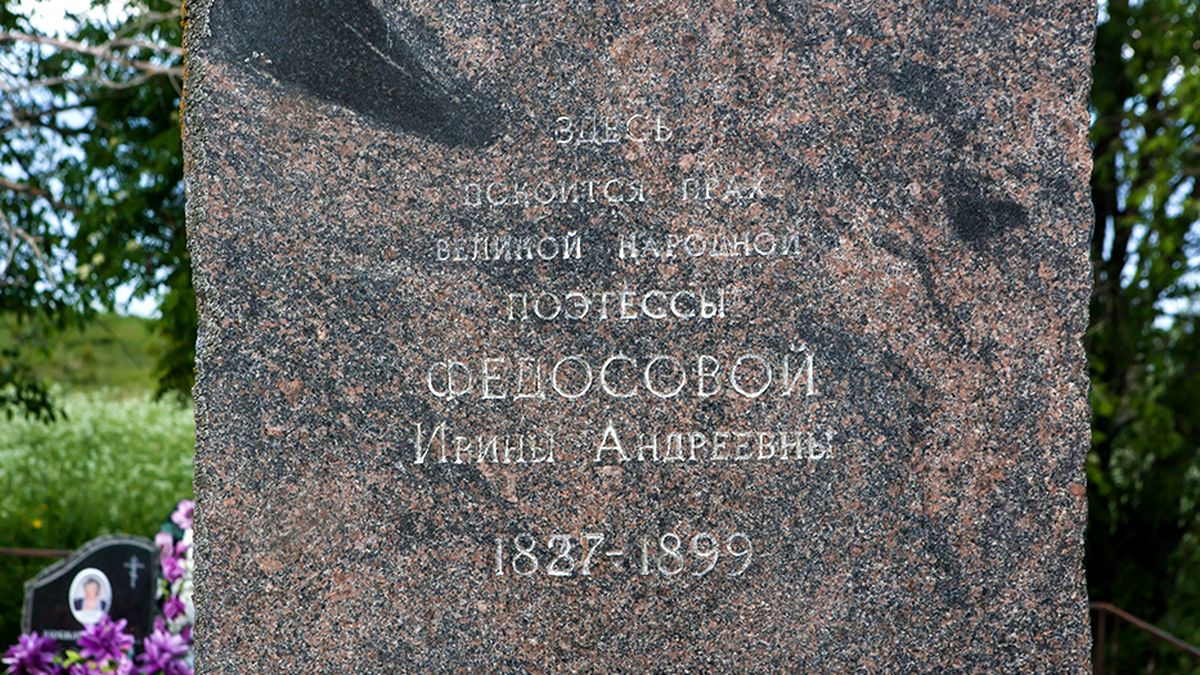 ЗДЕСЬ
ПОКОИТСЯ ПРАХ
ВЕЛИКОЙ НАРОДНОЙ
ПОЭТЕССЫ
ФЕДОСОВОЙ
Ирины Андреевны
1827-1899